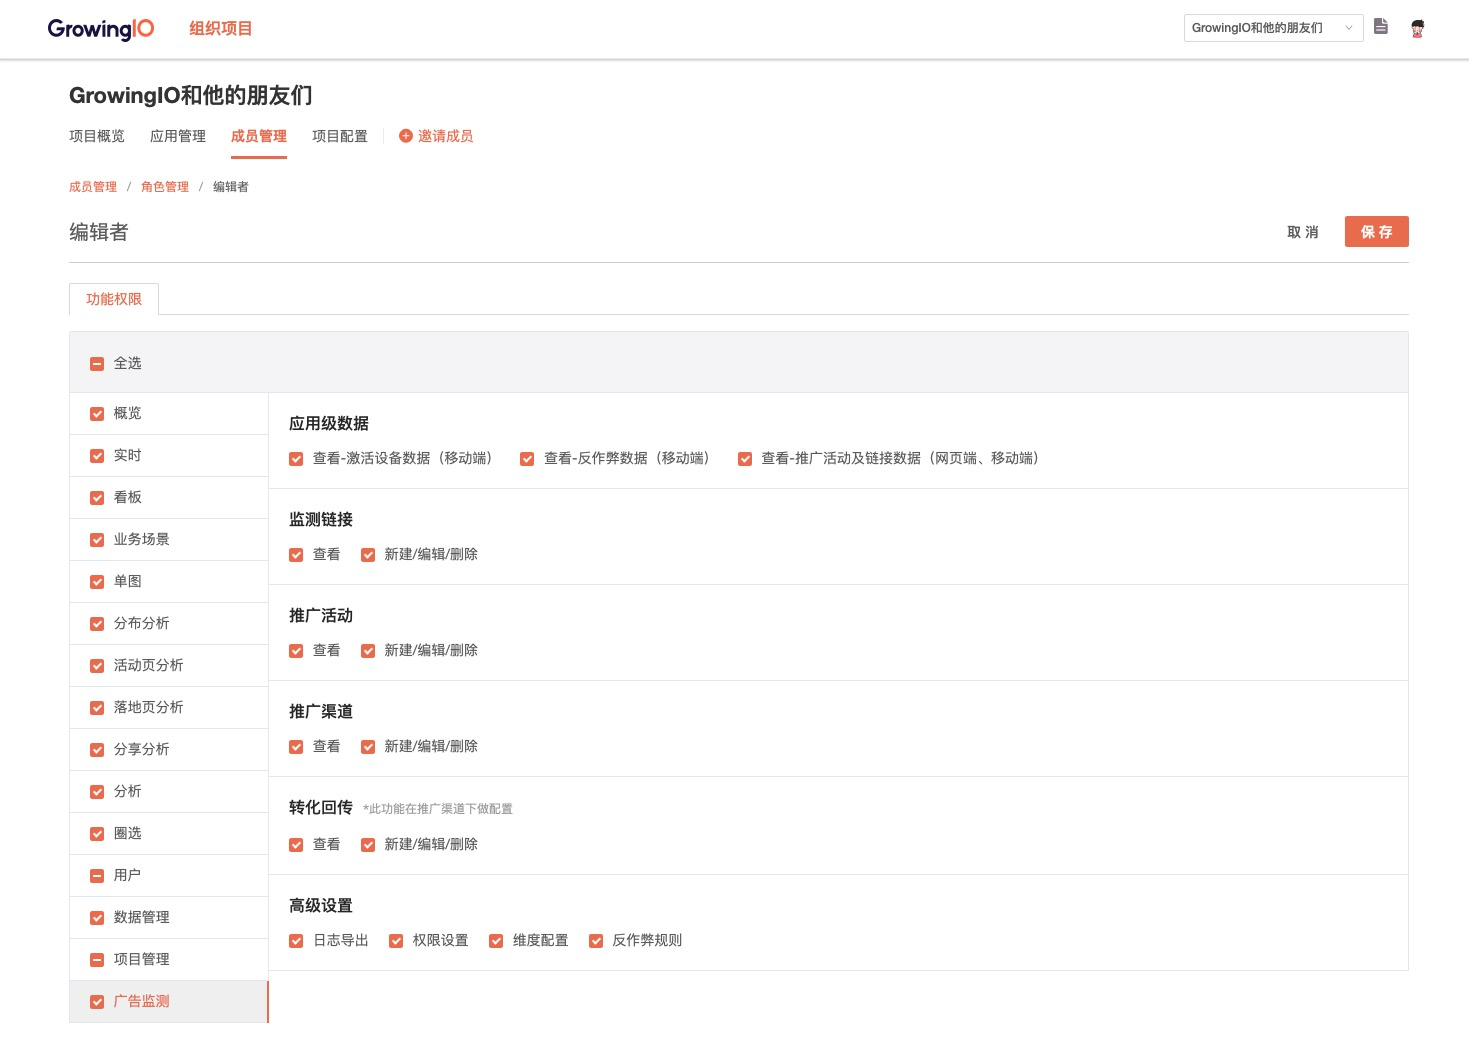 GrowingIO 组织项目 GrowingIO和他的朋友们
GrowingIO和他的朋友们
项目概览 应用管理 成员管理 项目配置 邀请成员
成员管理 / 角色管理 / 编辑者
编辑者 取 消 保 存
功能权限
全选
概览
实时
看板
业务场景
单图
分布分析
活动页分析
落地页分析
分享分析
分析
圈选
用户
数据管理
项目管理
广告监测
应用级数据
查看-激活设备数据（移动端） 查看-反作弊数据（移动端） 查看-推广活动及链接数据（网页端、移动端）
监测链接
查看 新建/编辑/删除
推广活动
查看 新建/编辑/删除
推广渠道
查看 新建/编辑/删除
转化回传 *此功能在推广渠道下做配置
查看 新建/编辑/删除
高级设置
日志导出 权限设置 维度配置 反作弊规则